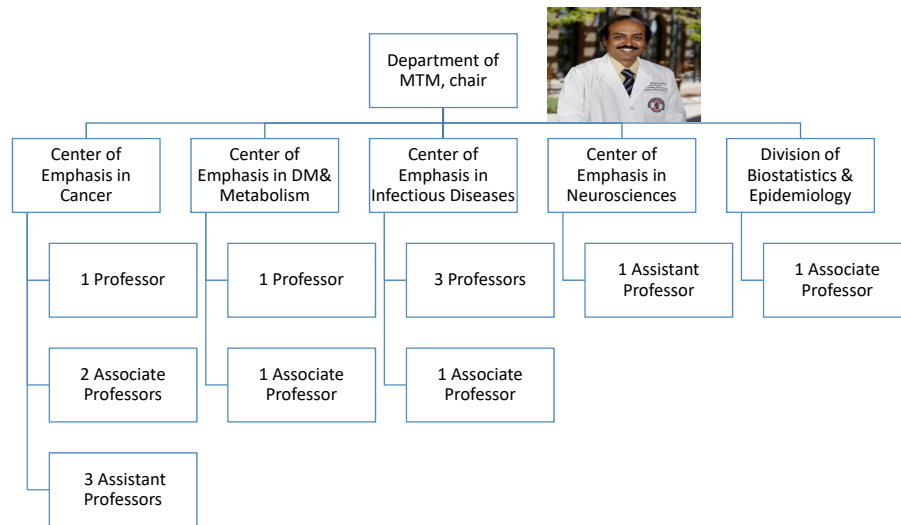 Department of
MTM, chair
Center of
Emphasis in
Cancer
Center of
Emphasis in DM&
Metabolism
Center of
Emphasis in
Infectious Diseases
Center of
Emphasis in
Neurosciences
Division of
Biostatistics &
Epidemiology
1 Professor
1 Professor
3 Professors
1 Assistant
Professor
1 Associate
Professor
2 Associate
Professors
1 Associate
Professor
1 Associate
Professor
3 Assistant
Professors